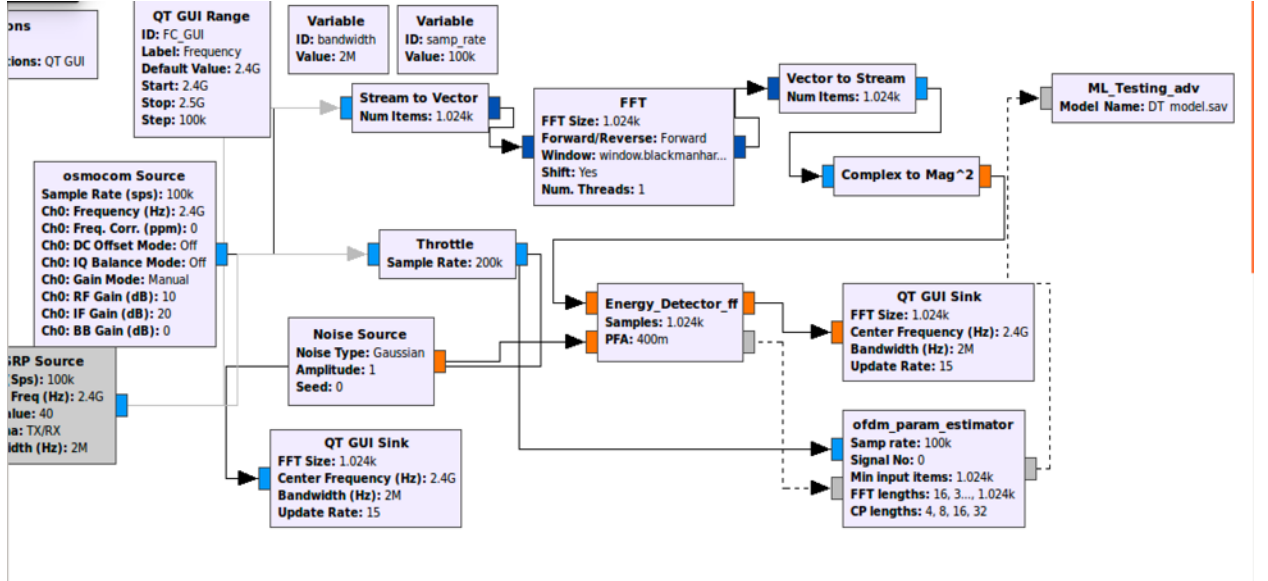 ons
tions: QT GUI
QT GUI Range
ID: FC_GUI
Label: Frequency
Default Value: 2.4G
Start: 2.4G
Stop: 2.5G
Step: 100k
Variable
ID: bandwidth
Value: 2M
Variable
ID: samp_rate
Value: 100k
Stream to Vector
Num Items: 1.024k
FFT
FFT Size: 1.024k
Forward/Reverse: Forward
Window: window.blackmanhar...
Shift: Yes
Num. Threads: 1
Vector to Stream
Num Items: 1.024k
ML_Testing_adv
Model Name: DT_model.sav
Complex to Mag^2
osmocom Source
Sample Rate (sps): 100k
Ch0: Frequency (Hz): 2.4G
Ch0: Freq. Corr. (ppm): 0
Ch0: DC Offset Mode: Off
Ch0: IQ Balance Mode: Off
Ch0: Gain Mode: Manual
Ch0: RF Gain (dB): 10
Ch0: IF Gain (dB): 20
Ch0: BB Gain (dB): 0
Throttle
Sample Rate: 200k
Energy_Detector_ff
Samples: 1.024k
PFA: 400m
QT GUI Sink
FFT Size: 1.024k
Center Frequency (Hz): 2.4G
Bandwidth (Hz): 2M
Update Rate: 15
Noise Source
Noise Type: Gaussian
Amplitude: 1
Seed: 0
SRP Source
(Sps): 100k
Freq (Hz): 2.4G
alue: 40
na: TX/RX
idth (Hz): 2M
QT GUI Sink
FFT Size: 1.024k
Center Frequency (Hz): 2.4G
Bandwidth (Hz): 2M
Update Rate: 15
ofdm_param_estimator
Samp rate: 100k
Signal No: 0
Min input items: 1.024k
FFT lengths: 16, 3..., 1.024k
CP lengths: 4, 8, 16, 32